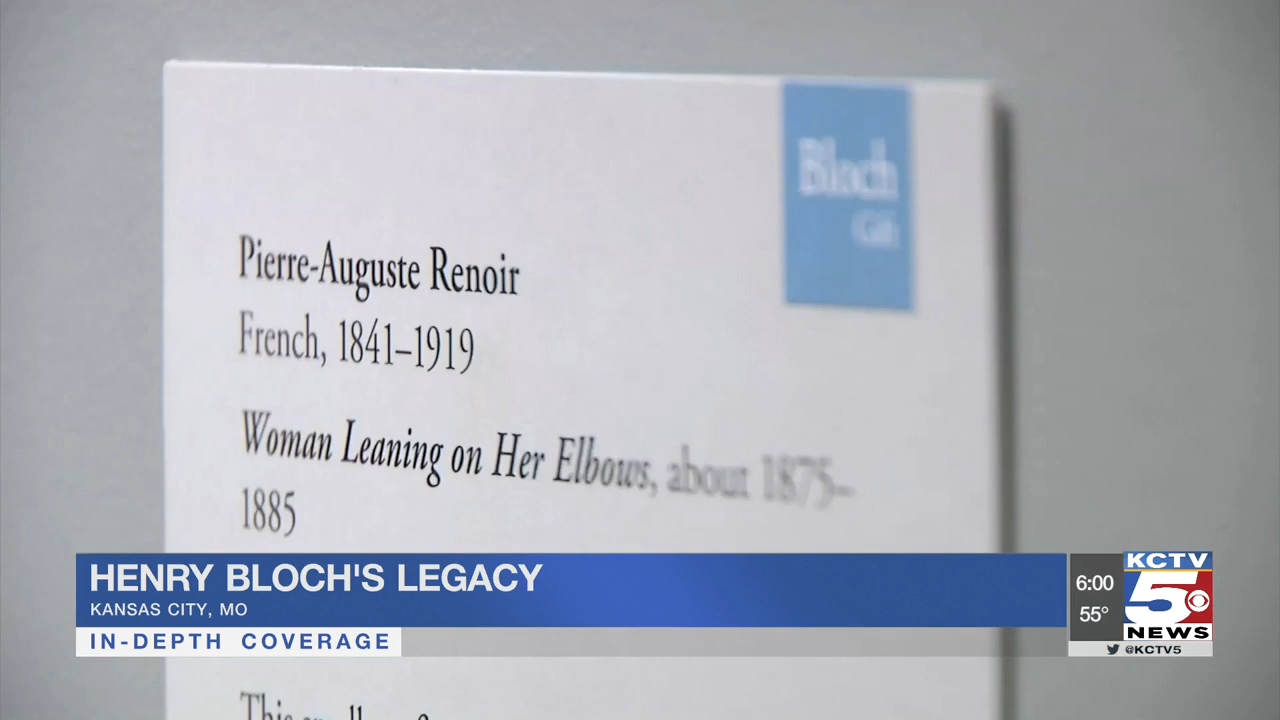 Bloch
Gift
Pierre-Auguste Renoir
French, 1841–1919
Woman Leaning on Her Elbows, about 1875–
1885
HENRY BLOCH'S LEGACY
KANSAS CITY, MO
IN-DEPTH COVERAGE
6:00
55°
KCTV
5
NEWS
@KCTV5